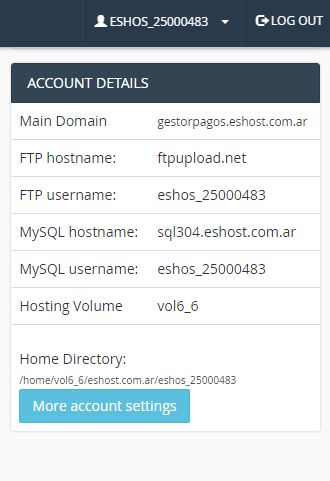 ESHOS_25000483 LOG OUT
ACCOUNT DETAILS
Main Domain gestorpagos.eshost.com.ar
FTP hostname: ftpupload.net
FTP username: eshos_25000483
MySQL hostname: sql304.eshost.com.ar
MySQL username: eshos_25000483
Hosting Volume vol6_6
Home Directory:
/home/vol6_6/eshost.com.ar/eshos_25000483
More account settings